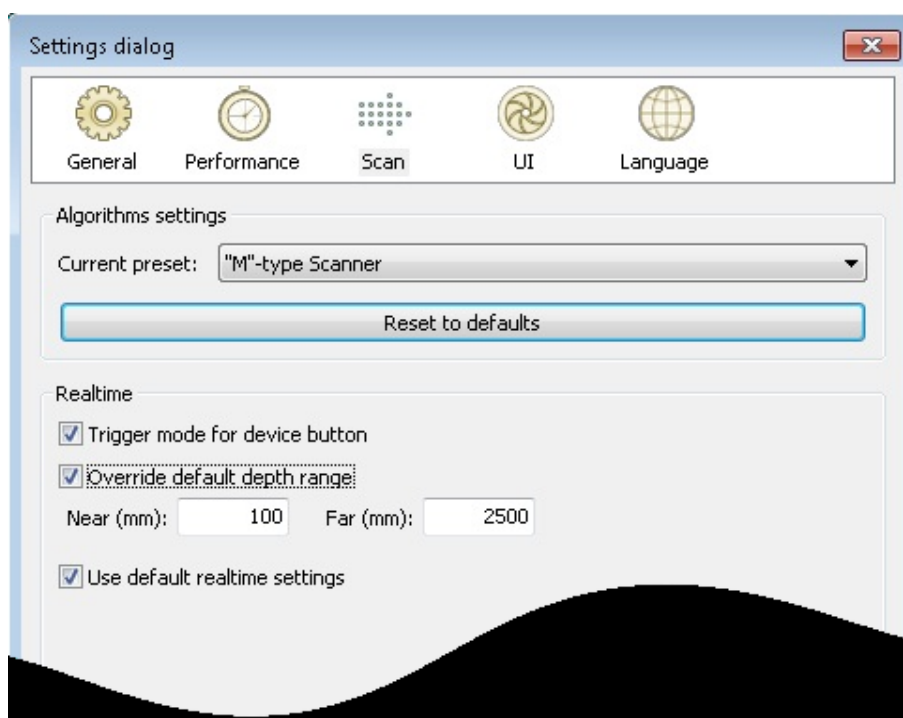 Settings dialog
General Performance Scan UI Language
Algorithms settings
Current preset: "M"-type Scanner
Reset to defaults
Realtime
Trigger mode for device button
Override default depth range
Near (mm): 100 Far (mm): 2500
Use default realtime settings